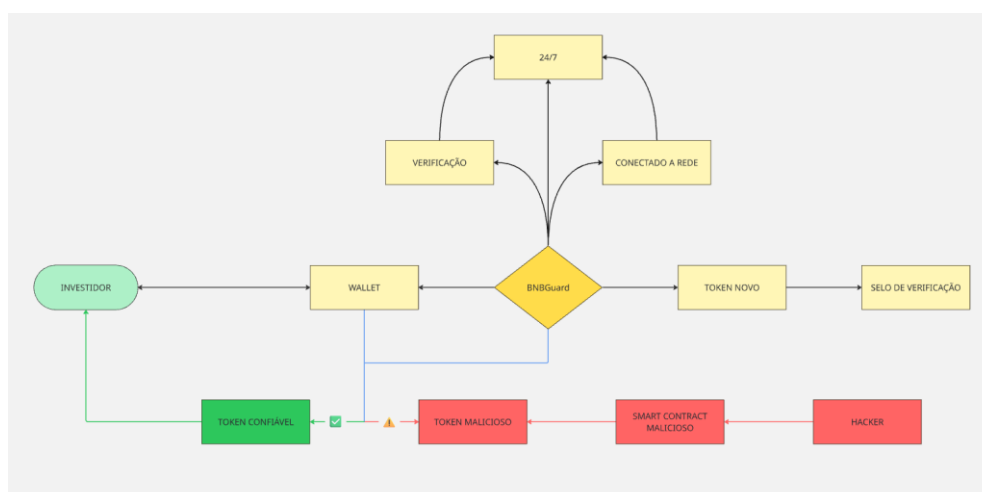 24/7
VERIFICAÇÃO
CONECTADO A REDE
INVESTIDOR
WALLET
BNBGuard
TOKEN NOVO
SELO DE VERIFICAÇÃO
TOKEN CONFIÁVEL
TOKEN MALICIOSO
SMART CONTRACT
MALICIOSO
HACKER